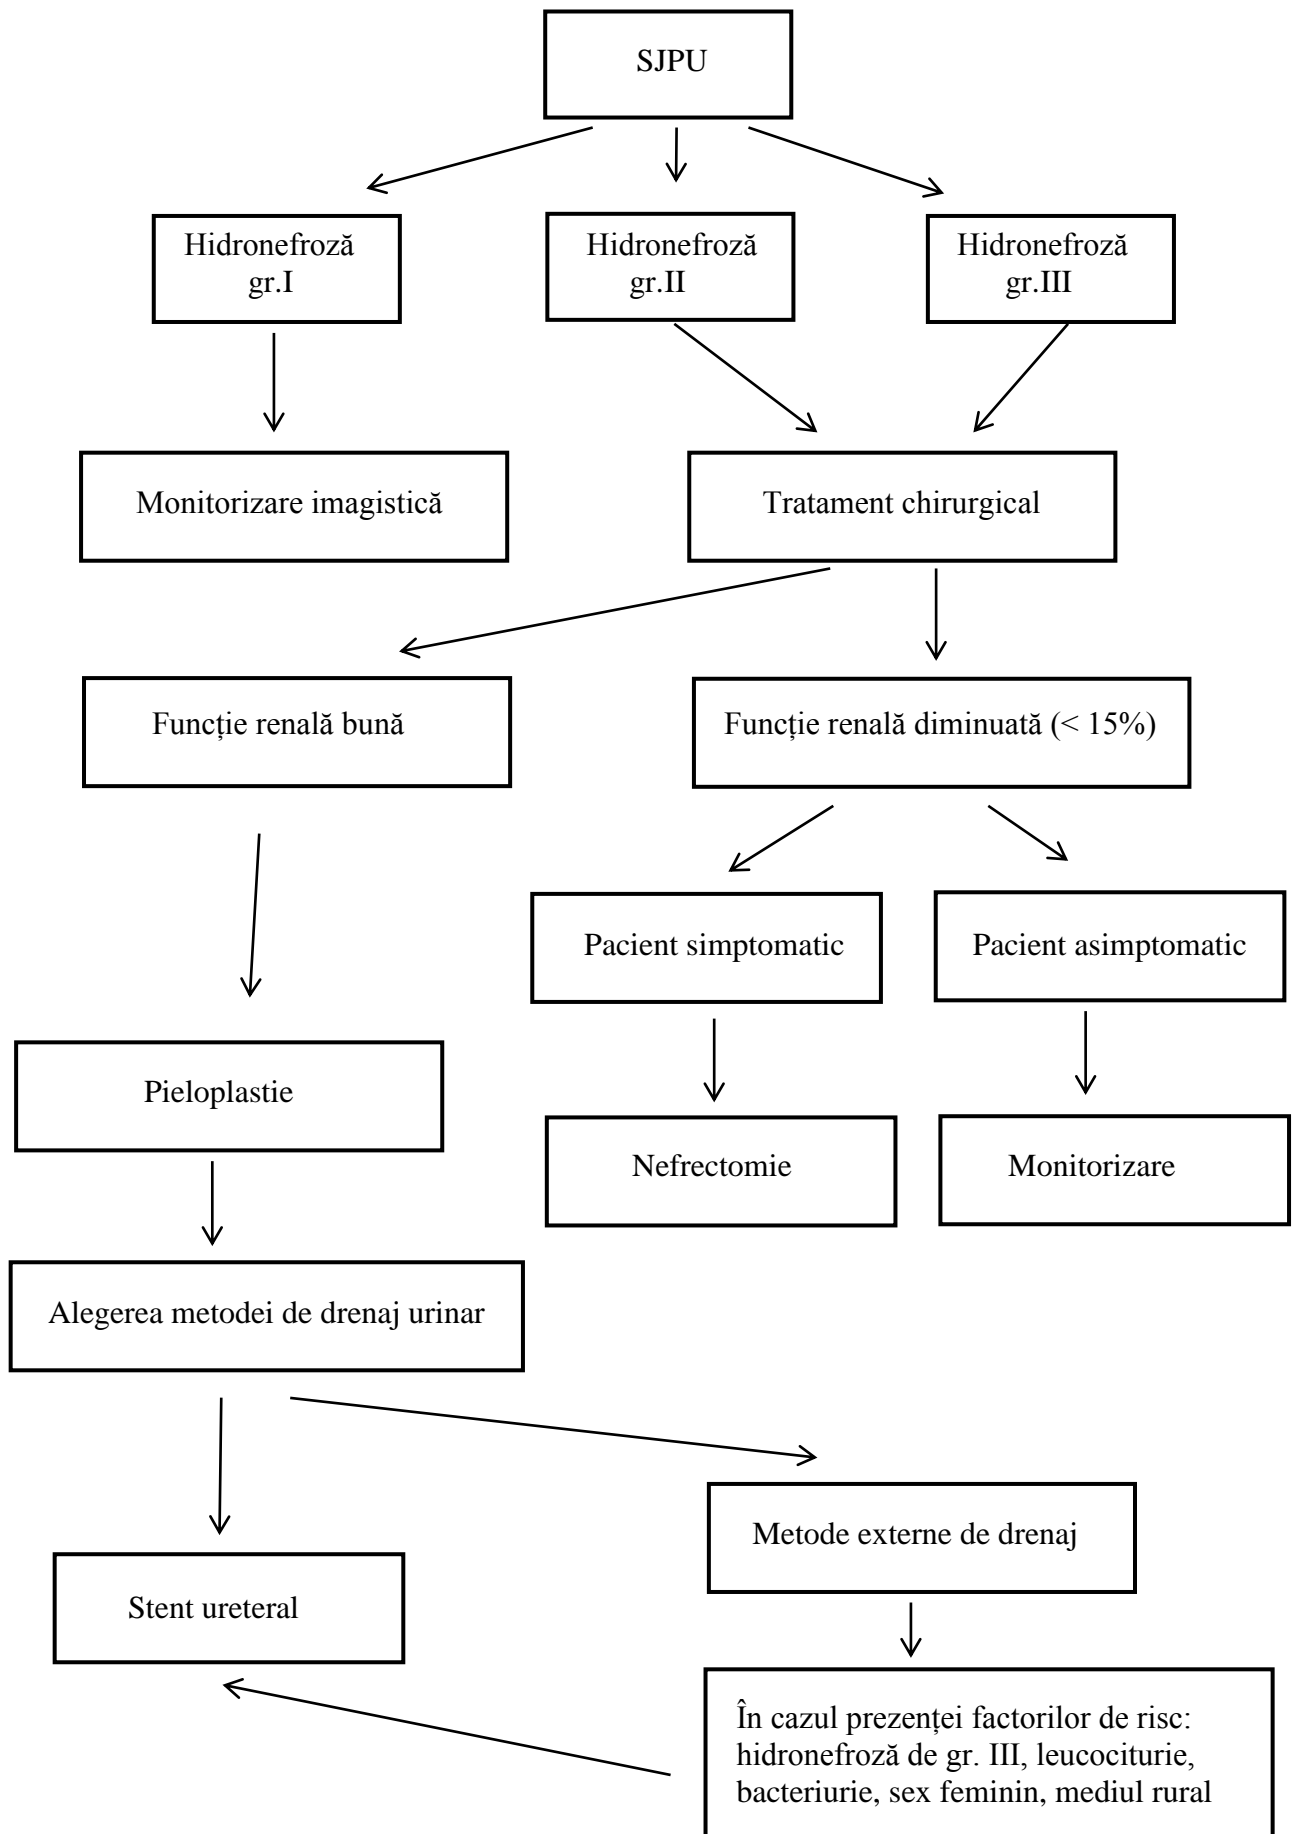 SJPU
Hidronefroză
gr.I
Hidronefroză
gr.II
Hidronefroză
gr.III
Monitorizare imagistică
Tratament chirurgical
Funcție renală bună
Funcție renală diminuată (< 15%)
Pacient simptomatic
Pacient asimptomatic
Pieloplastie
Nefrectomie
Monitorizare
Alegerea metodei de drenaj urinar
Metode externe de drenaj
Stent ureteral
În cazul prezenței factorilor de risc:
hidronefroză de gr. III, leucociturie,
bacteriurie, sex feminin, mediul rural